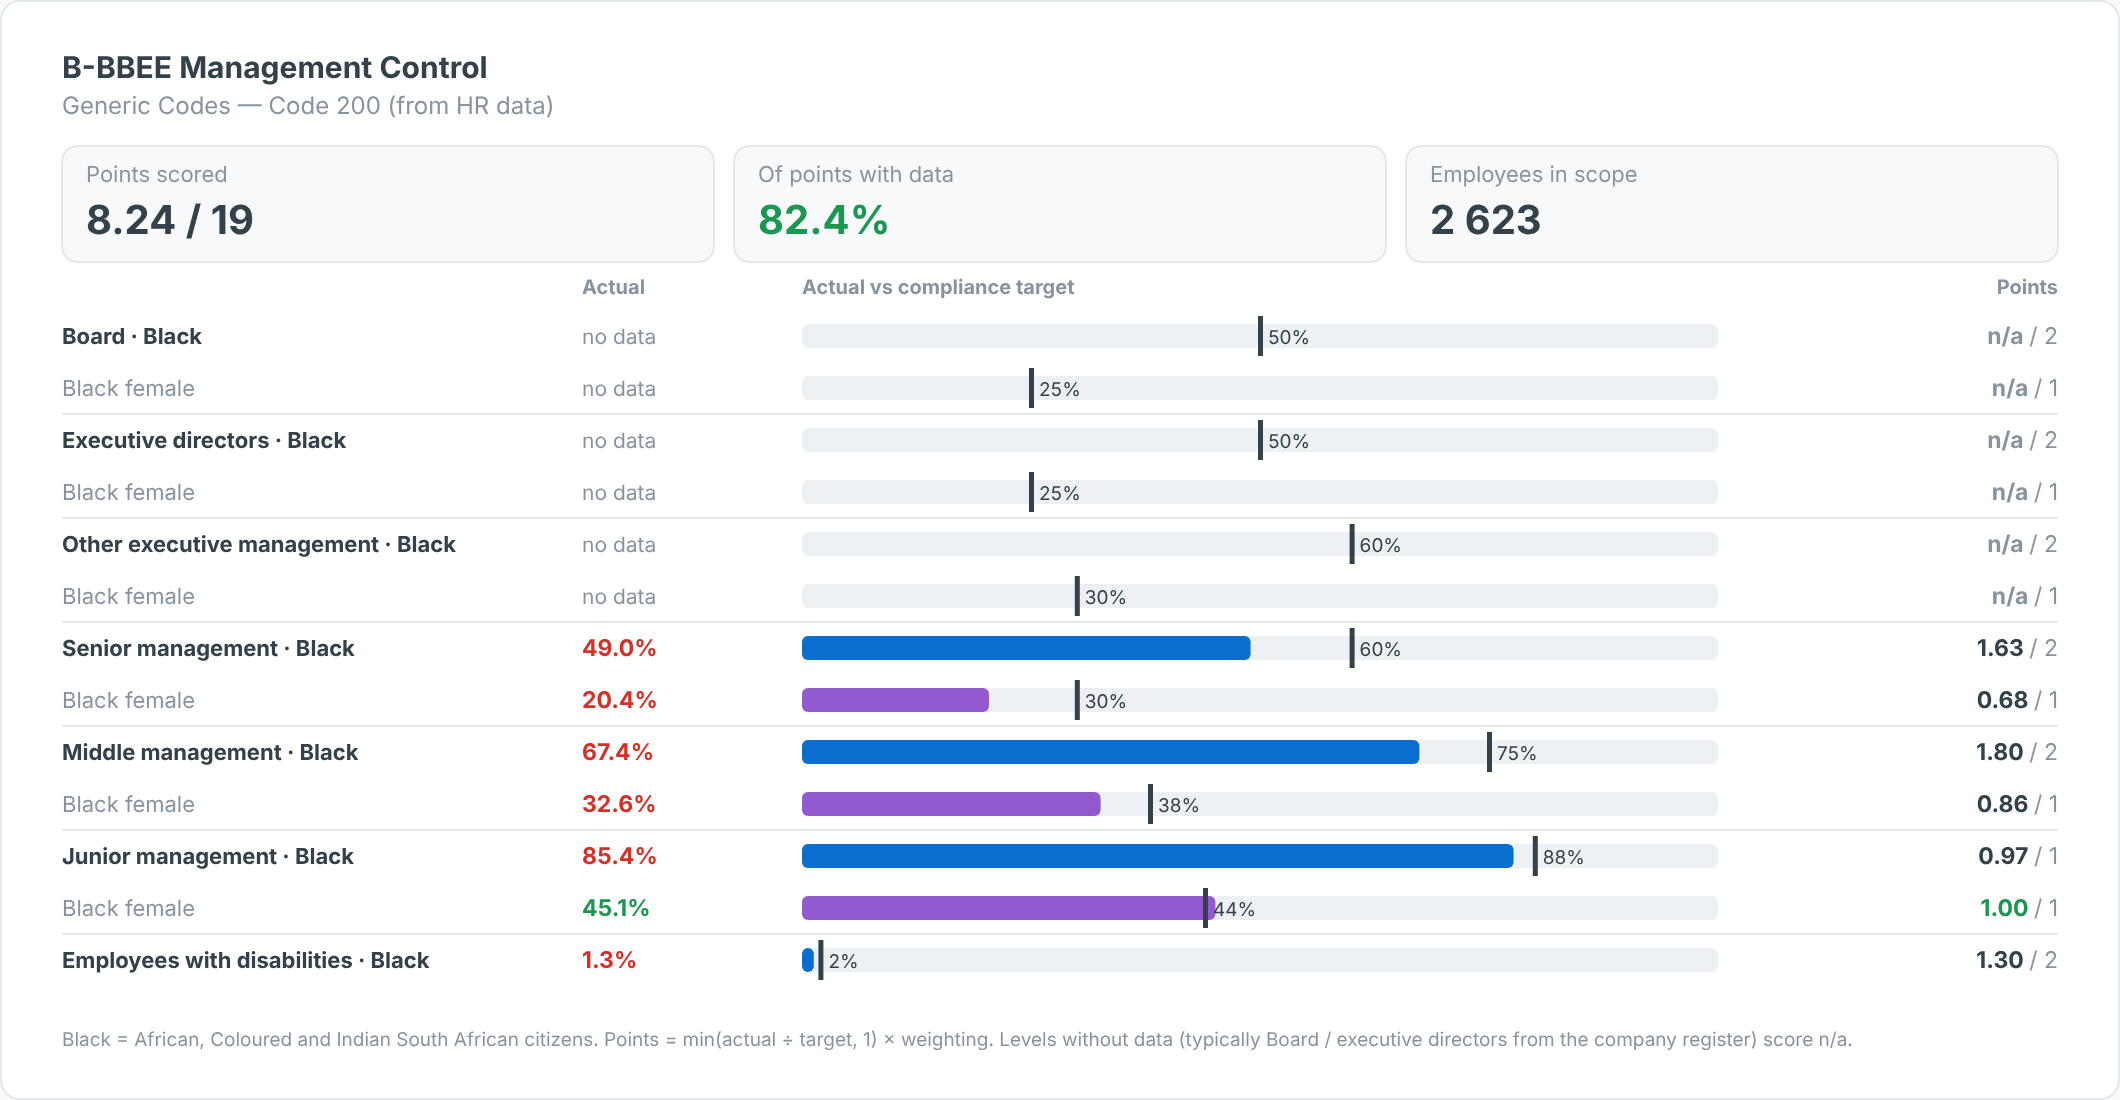 B-BBEE Management Control
Generic Codes — Code 200 (from HR data)
Points scored
8.24 / 19
Of points with data
82.4%
Employees in scope
2 623
Actual Actual vs compliance target Points
Board · Black no data 50% n/a / 2
Black female no data 25% n/a / 1
Executive directors · Black no data 50% n/a / 2
Black female no data 25% n/a / 1
Other executive management · Black no data 60% n/a / 2
Black female no data 30% n/a / 1
Senior management · Black 49.0% 60% 1.63 / 2
Black female 20.4% 30% 0.68 / 1
Middle management · Black 67.4% 75% 1.80 / 2
Black female 32.6% 38% 0.86 / 1
Junior management · Black 85.4% 88% 0.97 / 1
Black female 45.1% 44% 1.00 / 1
Employees with disabilities · Black 1.3% 2% 1.30 / 2
Black = African, Coloured and Indian South African citizens. Points = min(actual ÷ target, 1) × weighting. Levels without data (typically Board / executive directors from the company register) score n/a.